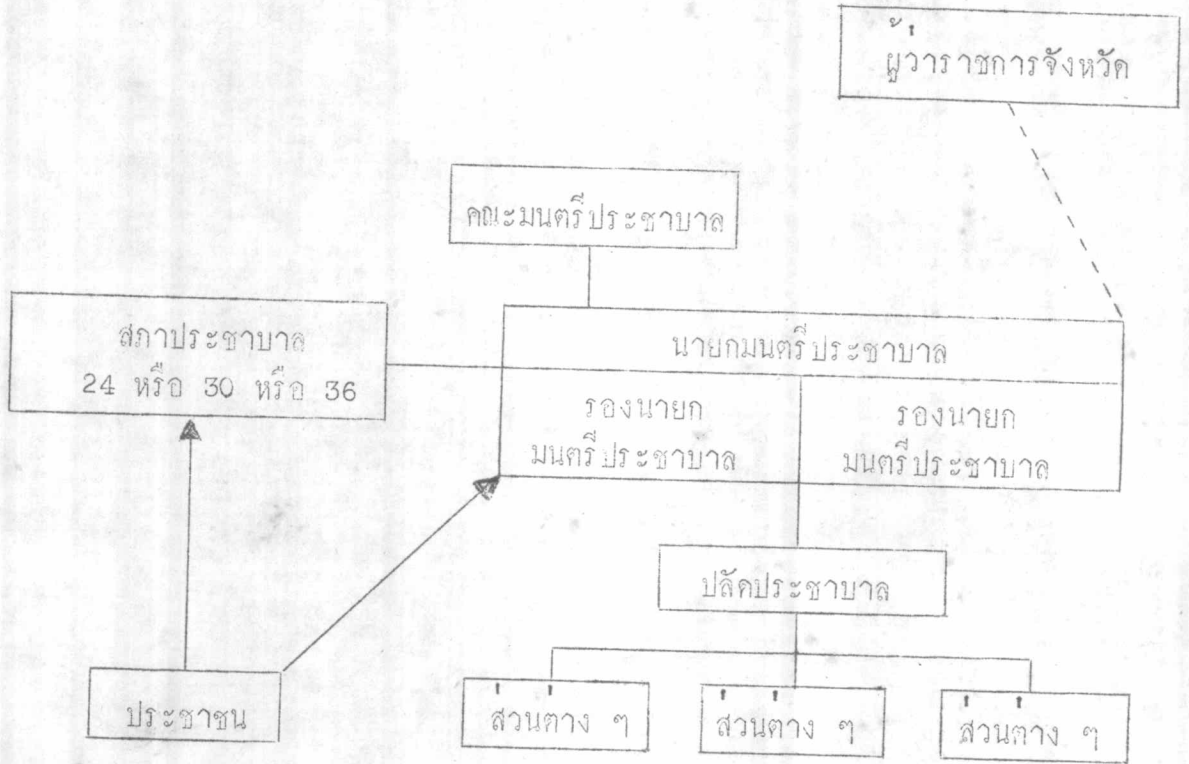 ผู้ว่าราชการจังหวัด
คณะมนตรีประชาบาล
สภาประชาบาล
24 หรือ 30 หรือ 36
นายกมนตรีประชาบาล
รองนายก
มนตรีประชาบาล
รองนายก
มนตรีประชาบาล
ปลัดประชาบาล
ประชาชน
ส่วนต่าง ๆ
ส่วนต่าง ๆ
ส่วนต่าง ๆ